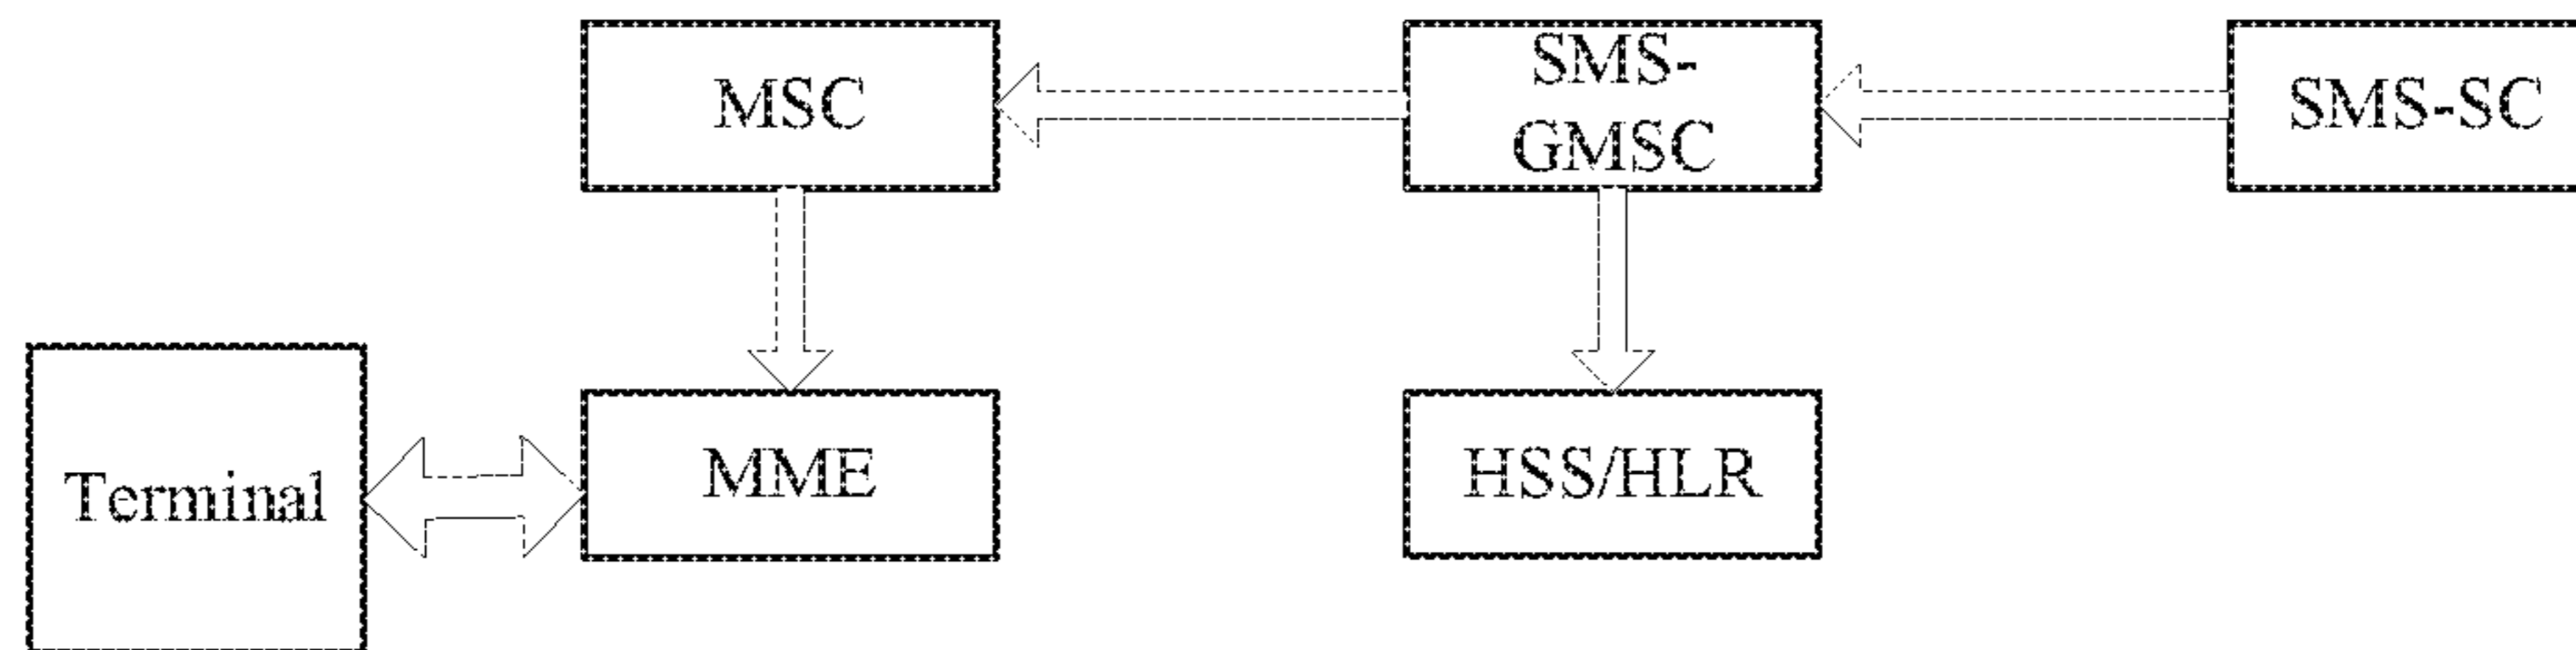 MSC
SMS-
GMSC
SMS-SC
Terminal
MME
HSS/HLR